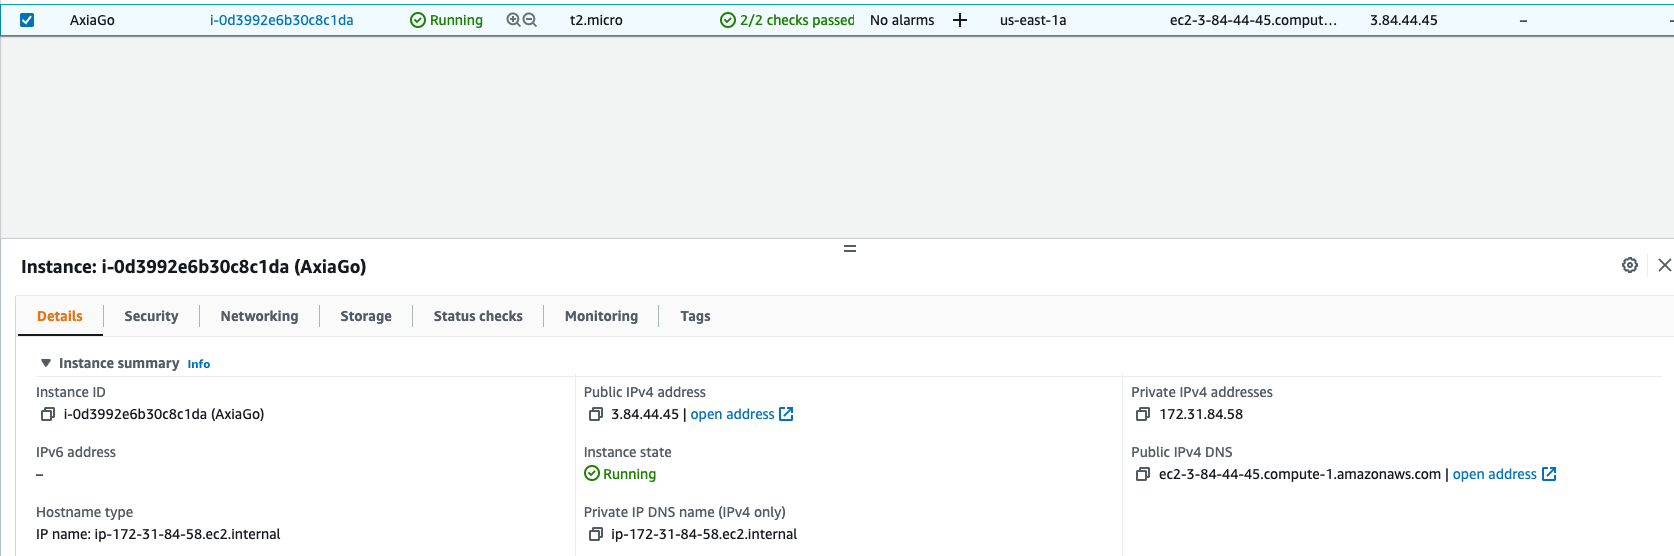 AxiaGo i-0d3992e6b30c8c1da Running t2.micro 2/2 checks passed No alarms + us-east-1a ec2-3-84-44-45.comput... 3.84.44.45 –
Instance: i-0d3992e6b30c8c1da (AxiaGo)
Details Security Networking Storage Status checks Monitoring Tags
Instance summary Info
Instance ID Public IPv4 address Private IPv4 addresses
i-0d3992e6b30c8c1da (AxiaGo) 3.84.44.45 | open address 172.31.84.58
IPv6 address Instance state Public IPv4 DNS
– Running ec2-3-84-44-45.compute-1.amazonaws.com | open address
Hostname type Private IP DNS name (IPv4 only)
IP name: ip-172-31-84-58.ec2.internal ip-172-31-84-58.ec2.internal